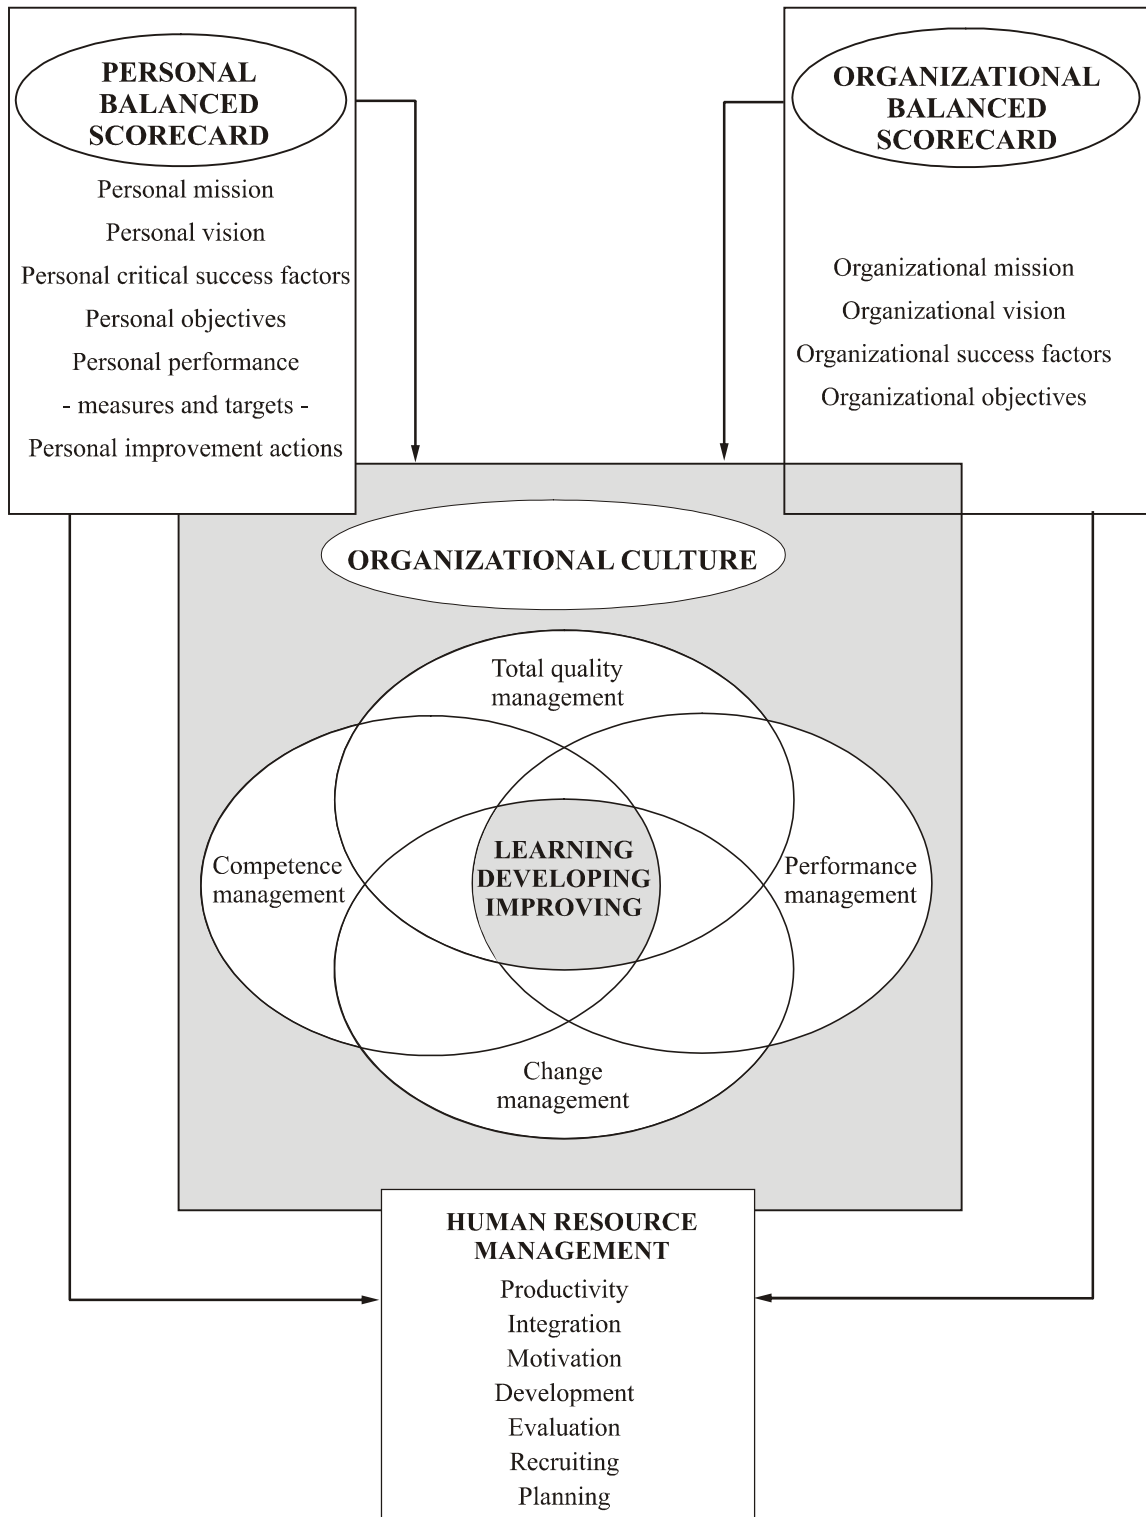 PERSONAL
BALANCED
SCORECARD
Personal mission
Personal vision
Personal critical success factors
Personal objectives
Personal performance
- measures and targets -
Personal improvement actions
ORGANIZATIONAL
BALANCED
SCORECARD
Organizational mission
Organizational vision
Organizational success factors
Organizational objectives
ORGANIZATIONAL CULTURE
Total quality
management
Competence
management
LEARNING
DEVELOPING
IMPROVING
Performance
management
Change
management
HUMAN RESOURCE
MANAGEMENT
Productivity
Integration
Motivation
Development
Evaluation
Recruiting
Planning